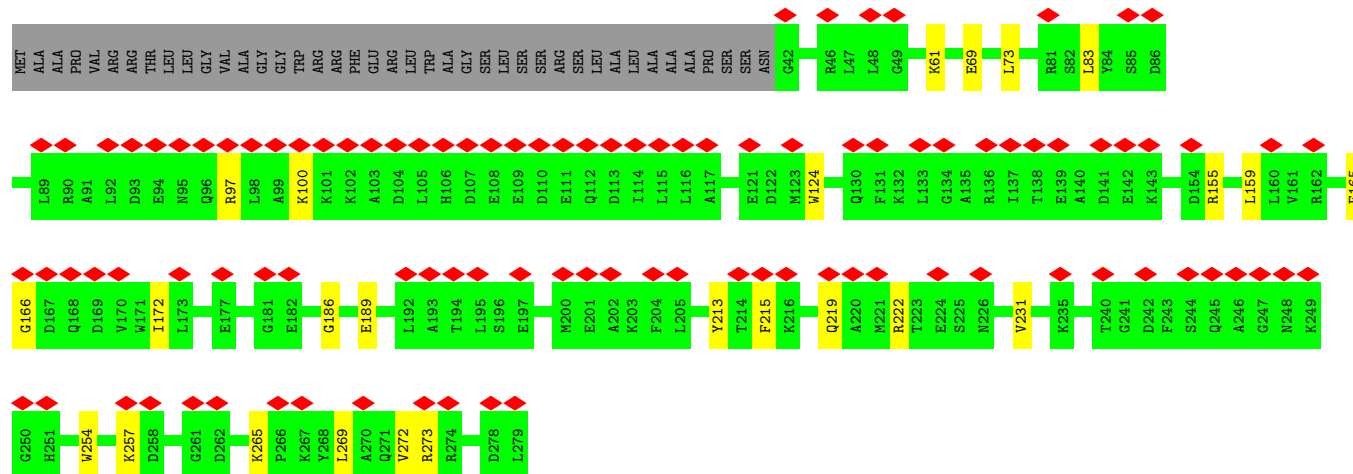 MET ALA ALA PRO VAL ARG ARG THR LEU LEU GLY VAL ALA GLY GLY TRP ARG ARG PHE GLU ARG LEU TRP ALA GLY SER LEU SER SER ARG SER LEU ALA LEU ALA ALA ALA PRO SER SER ASN G42 R46 L47 L48 G49 K61 E69 L73 R81 S82 L83 Y84 S85 D86
L89 R90 A91 L92 D93 E94 N95 Q96 R97 L98 A99 K100 K101 K102 A103 D104 L105 H106 D107 E108 E109 D110 E111 Q112 D113 I114 L115 L116 A117 E121 D122 M123 W124 Q130 F131 K132 L133 G134 A135 R136 I137 T138 E139 A140 D141 E142 K143 D154 R155 L159 L160 V161 R162
G166 D167 Q168 D169 V170 W171 I172 L173 E177 G181 E182 G186 E189 L192 A193 T194 L195 S196 E197 M200 E201 A202 K203 F204 L205 Y213 T214 F215 K216 Q219 A220 M221 R222 T223 E224 S225 N226 V231 K235 T240 G241 D242 F243 S244 Q245 A246 G247 N248 K249
G250 H251 W254 K257 D258 G261 D262 K265 P266 K267 Y268 L269 A270 Q271 V272 R273 R274 D278 L279